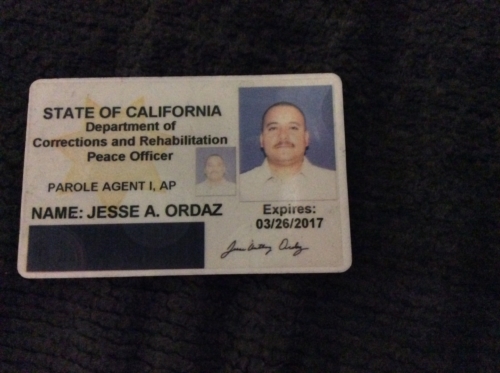 STATE OF CALIFORNIA
Department of
Corrections and Rehabilitation
Peace Officer
PAROLE AGENT I, AP
NAME: JESSE A. ORDAZ
Expires:
03/26/2017